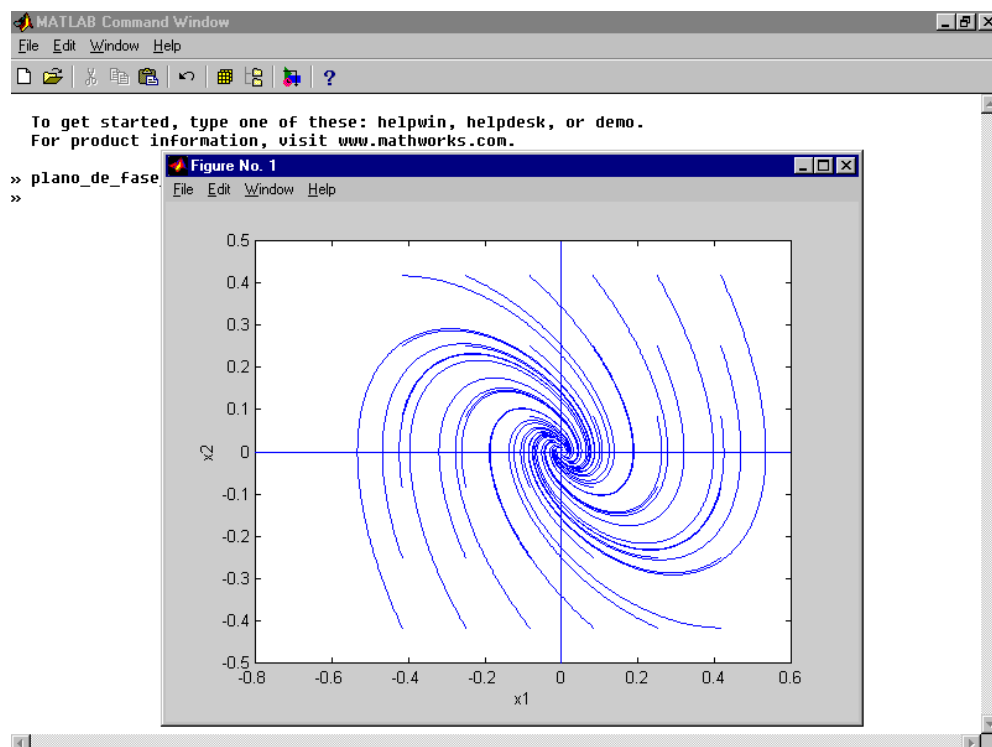 MATLAB Command Window
File Edit Window Help
To get started, type one of these: helpwin, helpdesk, or demo.
For product information, visit www.mathworks.com.
» plano_de_fase_
»
Figure No. 1
File Edit Window Help
0.5
0.4
0.3
0.2
0.1
0
-0.1
-0.2
-0.3
-0.4
-0.5
x2
-0.8 -0.6 -0.4 -0.2 0 0.2 0.4 0.6
x1